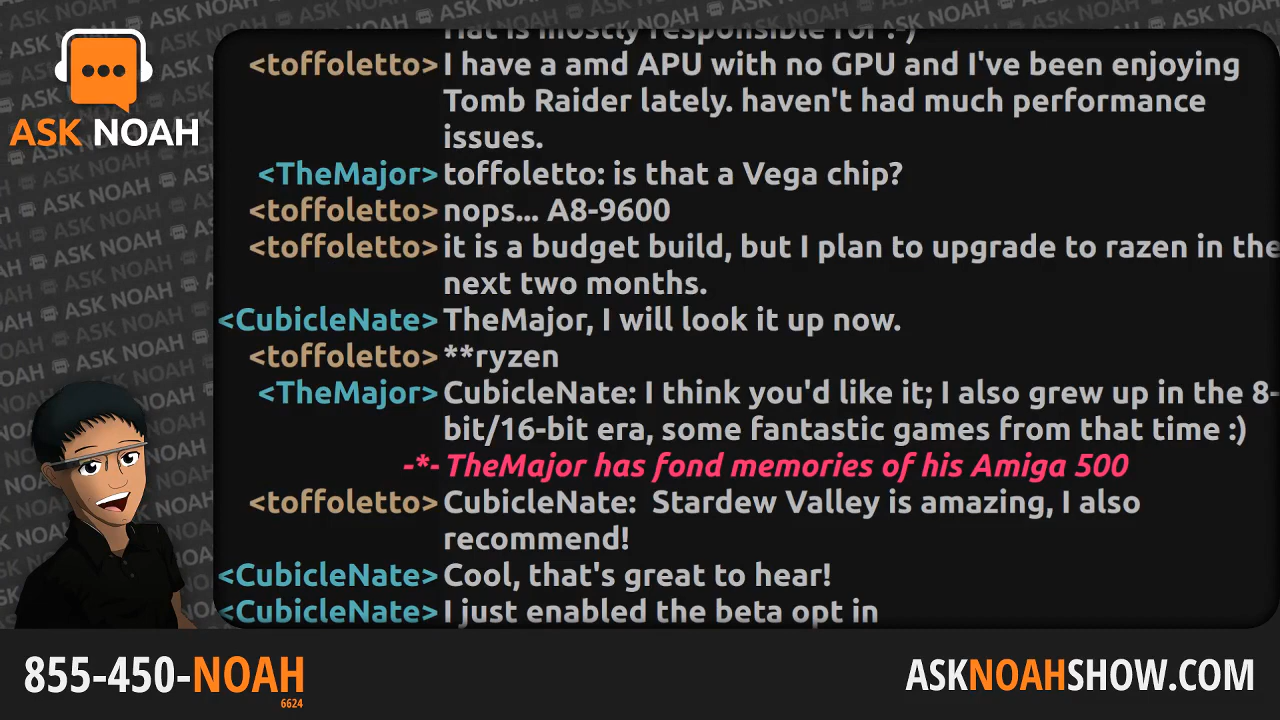 ASK NOAH
That is mostly responsible for :-)
<toffoletto> I have a amd APU with no GPU and I've been enjoying
Tomb Raider lately. haven't had much performance
issues.
<TheMajor> toffoletto: is that a Vega chip?
<toffoletto> nops... A8-9600
<toffoletto> it is a budget build, but I plan to upgrade to razen in the
next two months.
<CubicleNate> TheMajor, I will look it up now.
<toffoletto> **ryzen
<TheMajor> CubicleNate: I think you'd like it; I also grew up in the 8-
bit/16-bit era, some fantastic games from that time :)
-*- TheMajor has fond memories of his Amiga 500
<toffoletto> CubicleNate:  Stardew Valley is amazing, I also
recommend!
<CubicleNate> Cool, that's great to hear!
<CubicleNate> I just enabled the beta opt in
855-450-NOAH
6624
ASKNOAHSHOW.COM